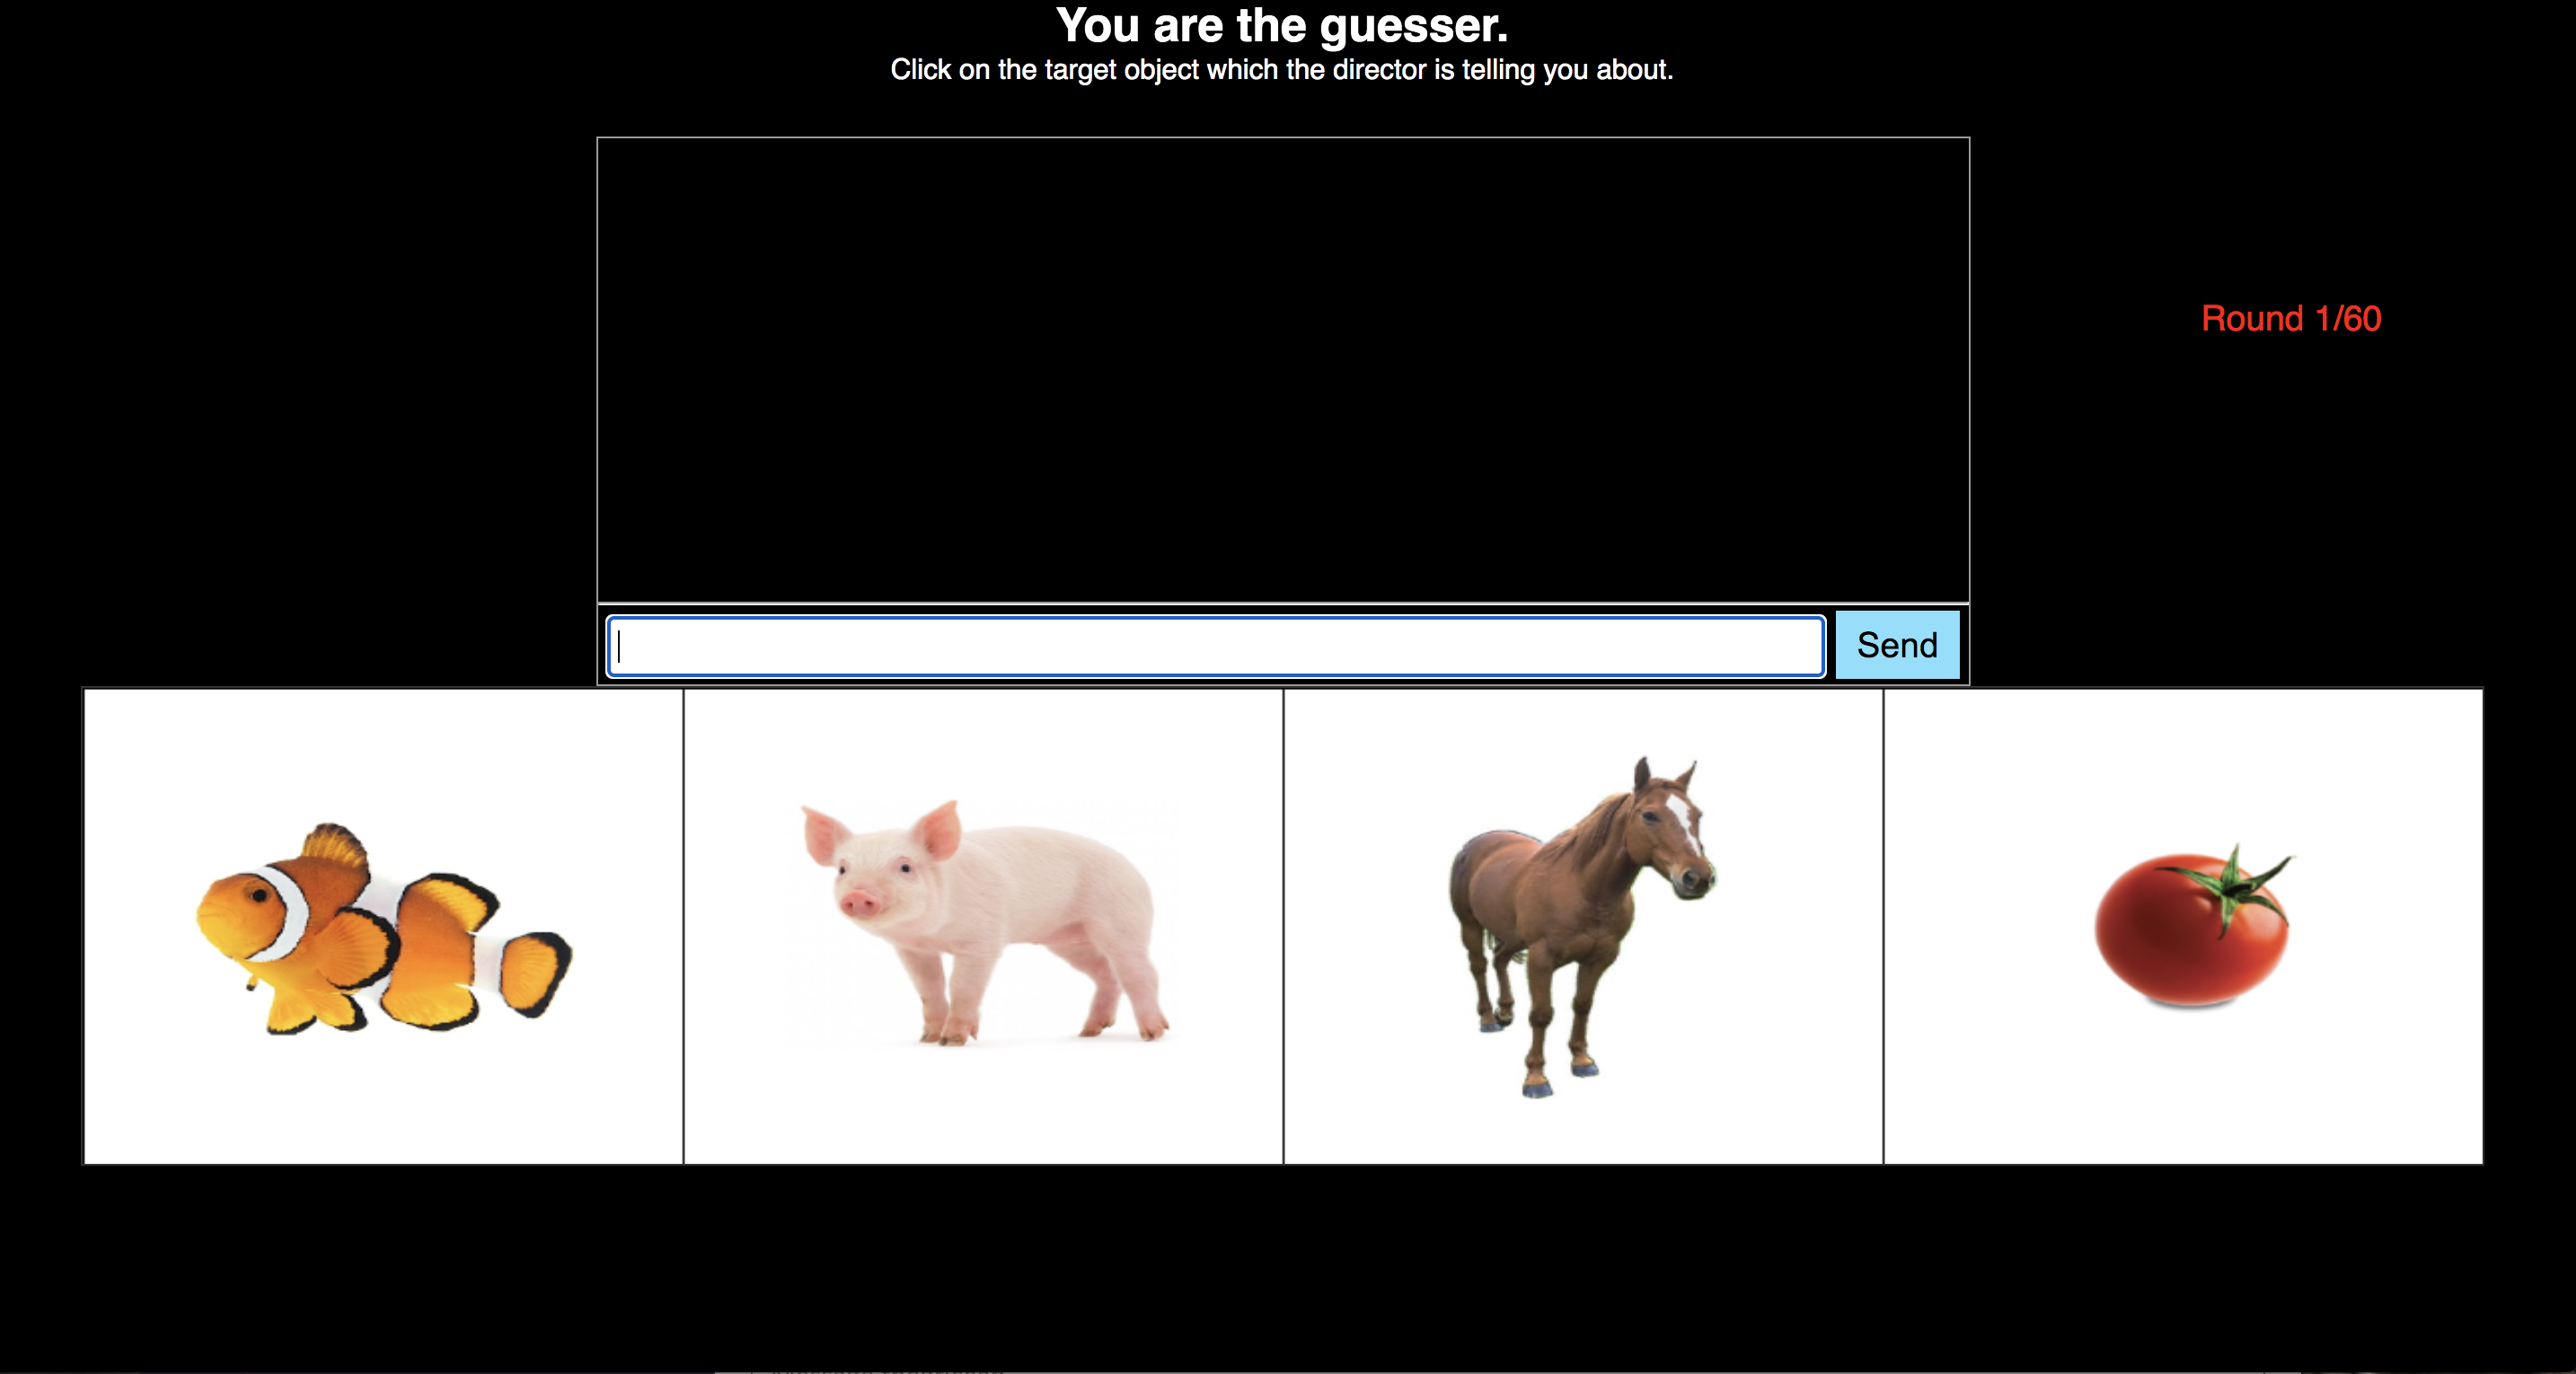 You are the guesser.
Click on the target object which the director is telling you about.
Round 1/60
Send